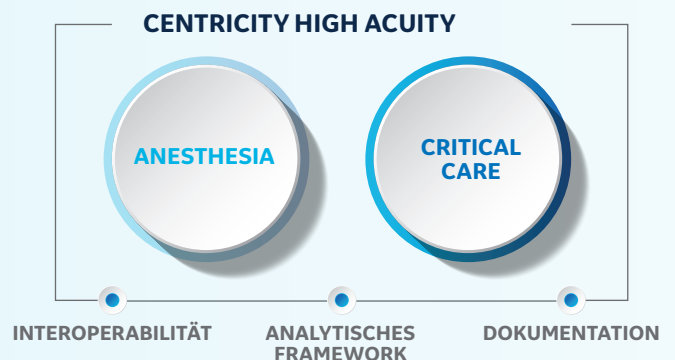 CENTRICITY HIGH ACUITY
ANESTHESIA
CRITICAL
CARE
INTEROPERABILITÄT
ANALYTISCHES
FRAMEWORK
DOKUMENTATION